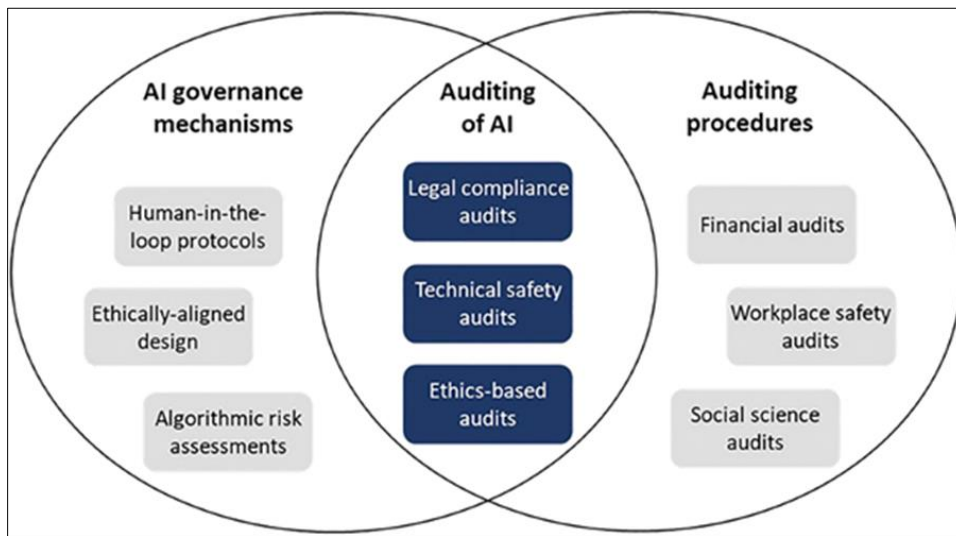 AI governance
mechanisms
Human-in-the-
loop protocols
Ethically-aligned
design
Algorithmic risk
assessments
Auditing
of AI
Legal compliance
audits
Technical safety
audits
Ethics-based
audits
Auditing
procedures
Financial audits
Workplace safety
audits
Social science
audits